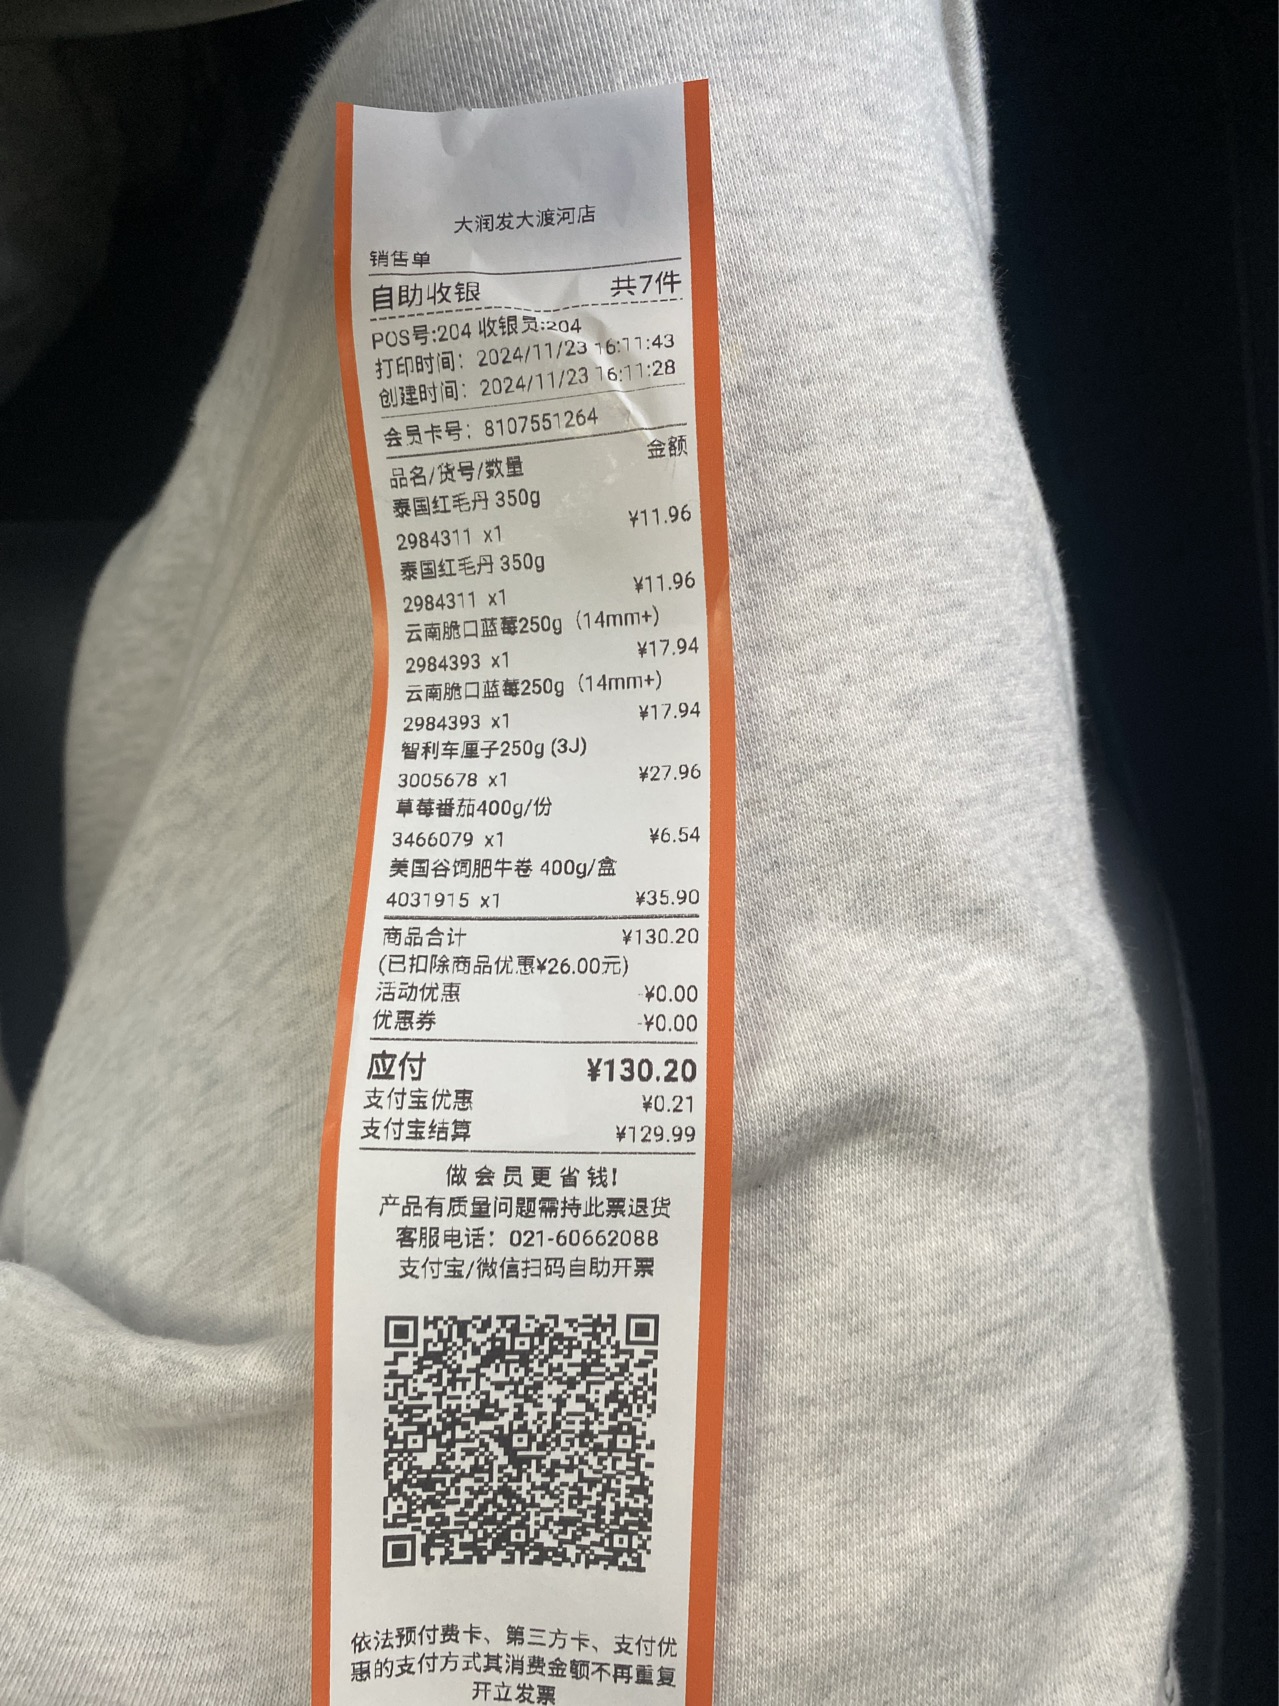 大润发大渡河店
销售单
自助收银 共7件
POS号:204 收银员:204
打印时间： 2024/11/23 16:11:43
创建时间： 2024/11/23 16:11:28
会员卡号： 8107551264
品名/货号/数量 金额
泰国红毛丹 350g
2984311 x1 ¥11.96
泰国红毛丹 350g
2984311 x1 ¥11.96
云南脆口蓝莓250g（14mm+)
2984393 x1 ¥17.94
云南脆口蓝莓250g（14mm+)
2984393 x1 ¥17.94
智利车厘子250g (3J)
3005678 x1 ¥27.96
草莓番茄400g/份
3466079 x1 ¥6.54
美国谷饲肥牛卷 400g/盒
4031915 x1 ¥35.90
商品合计 ¥130.20
(已扣除商品优惠¥26.00元)
活动优惠 -¥0.00
优惠券 -¥0.00
应付 ¥130.20
支付宝优惠 ¥0.21
支付宝结算 ¥129.99
做会员更省钱!
产品有质量问题需持此票退货
客服电话： 021-60662088
支付宝/微信扫码自助开票
依法预付费卡、第三方卡、支付优
惠的支付方式其消费金额不再重复
开立发票